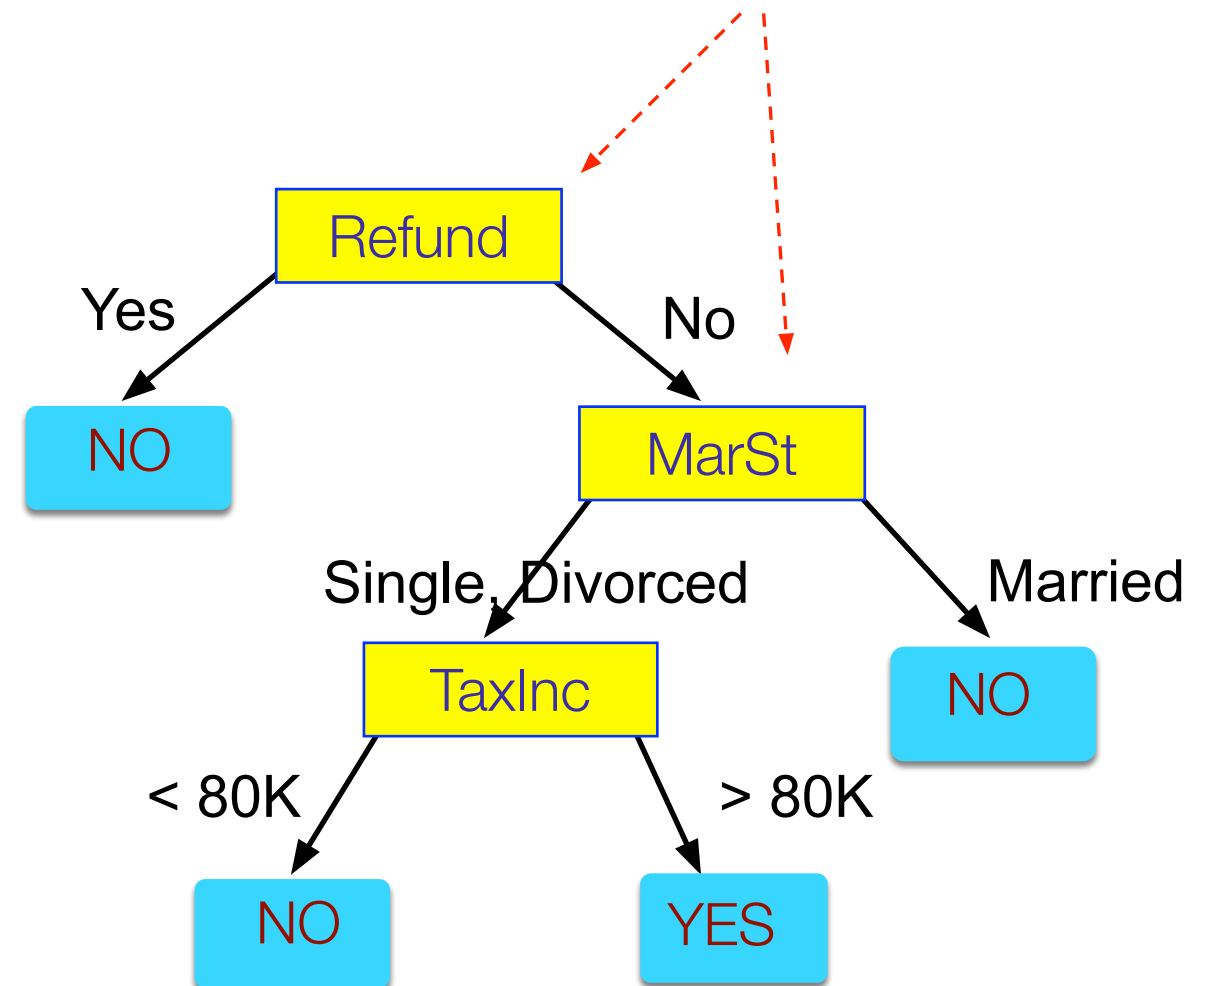 Refund
Yes
No
NO
MarSt
Single, Divorced
Married
TaxInc
NO
< 80K
> 80K
NO
YES